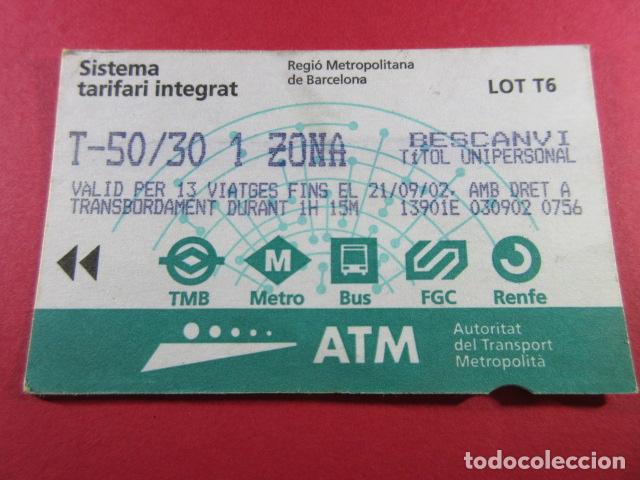 Sistema
tarifari integrat
Regió Metropolitana
de Barcelona
LOT T6
T-50/30 1 ZONA
BESCANVI
TíTOL UNIPERSONAL
VALID PER 13 VIATGES FINS EL 21/09/02. AMB DRET A
TRANSBORDAMENT DURANT 1H 15M 13901E 030902 0756
TMB
M
Metro
Bus
FGC
Renfe
ATM
Autoritat
del Transport
Metropolità
todocoleccion.net